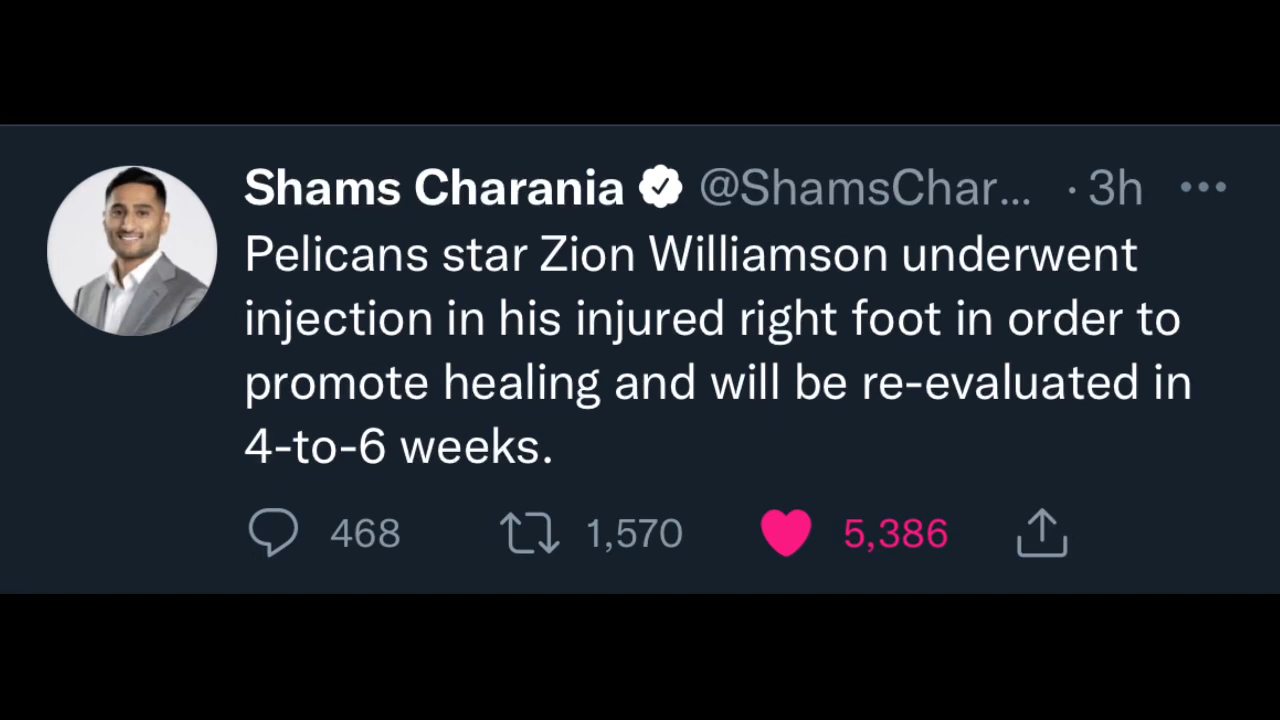 Shams Charania @ShamsChar... · 3h
Pelicans star Zion Williamson underwent
injection in his injured right foot in order to
promote healing and will be re-evaluated in
4-to-6 weeks.
468 1,570 5,386